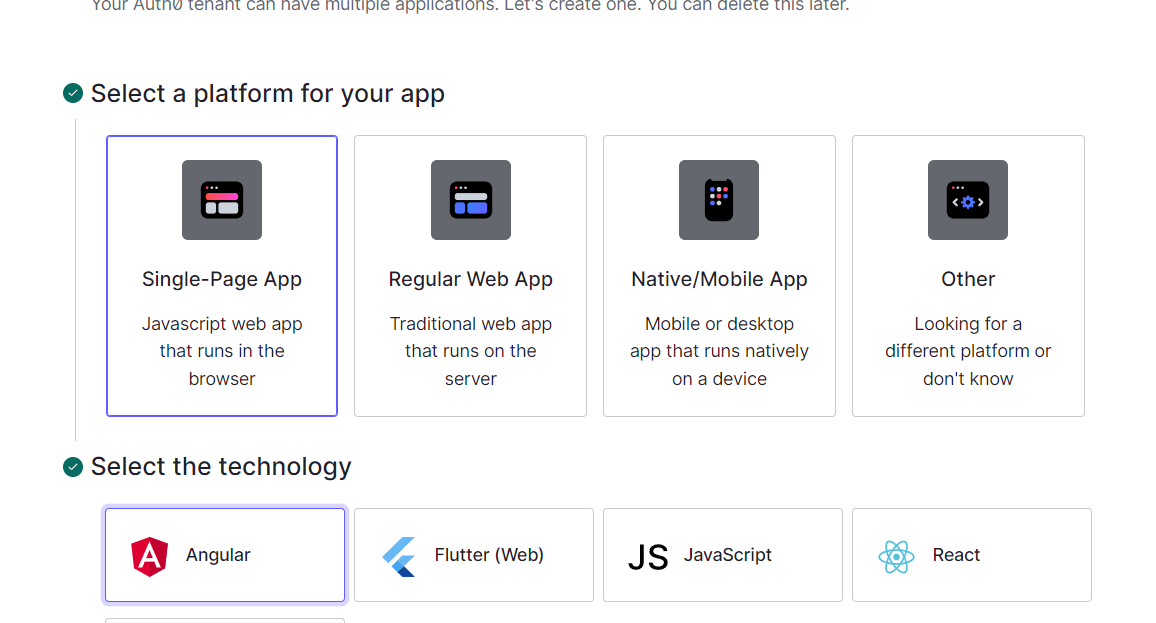 Your Auth0 tenant can have multiple applications. Let's create one. You can delete this later.
Select a platform for your app
Single-Page App
Javascript web app
that runs in the
browser
Regular Web App
Traditional web app
that runs on the
server
Native/Mobile App
Mobile or desktop
app that runs natively
on a device
Other
Looking for a
different platform or
don't know
Select the technology
A Angular
Flutter (Web)
JS JavaScript
React